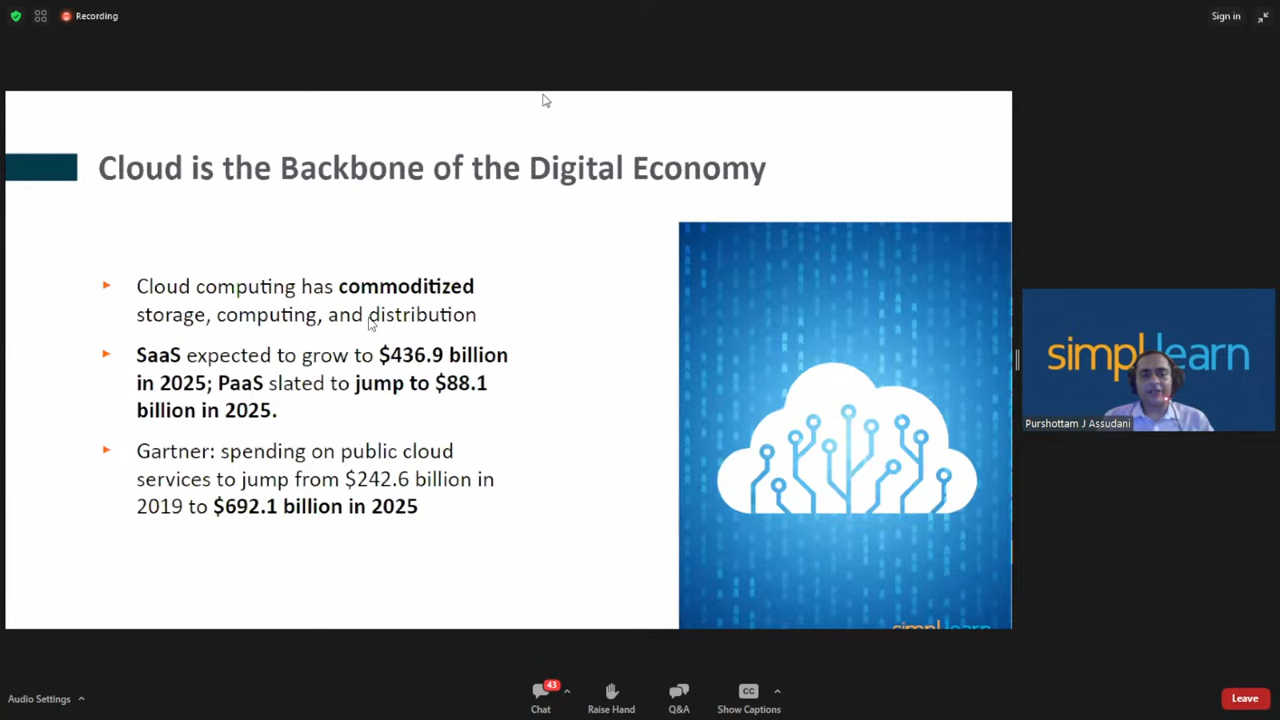 Recording
Sign in
Cloud is the Backbone of the Digital Economy
Cloud computing has commoditized
storage, computing, and distribution
SaaS expected to grow to $436.9 billion
in 2025; PaaS slated to jump to $88.1
billion in 2025.
Gartner: spending on public cloud
services to jump from $242.6 billion in
2019 to $692.1 billion in 2025
simplilearn
simplilearn
Purshottam J Assudani
Audio Settings
43
Chat
Raise Hand
Q&A
CC
Show Captions
Leave